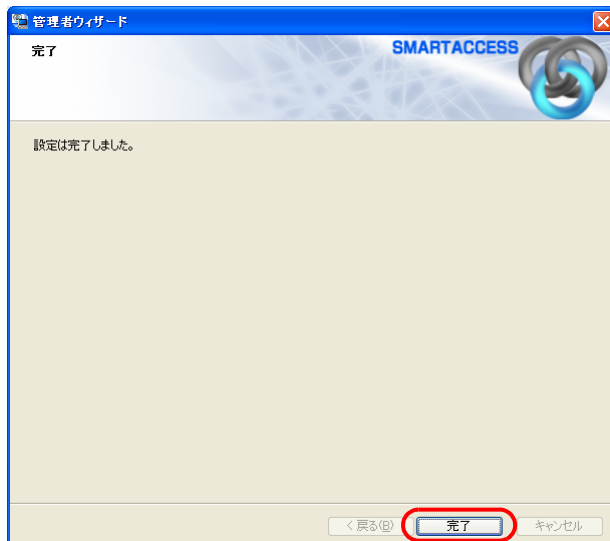 管理者ウィザード
完了
SMARTACCESS
設定は完了しました。
< 戻る(B)
完了
キャンセル